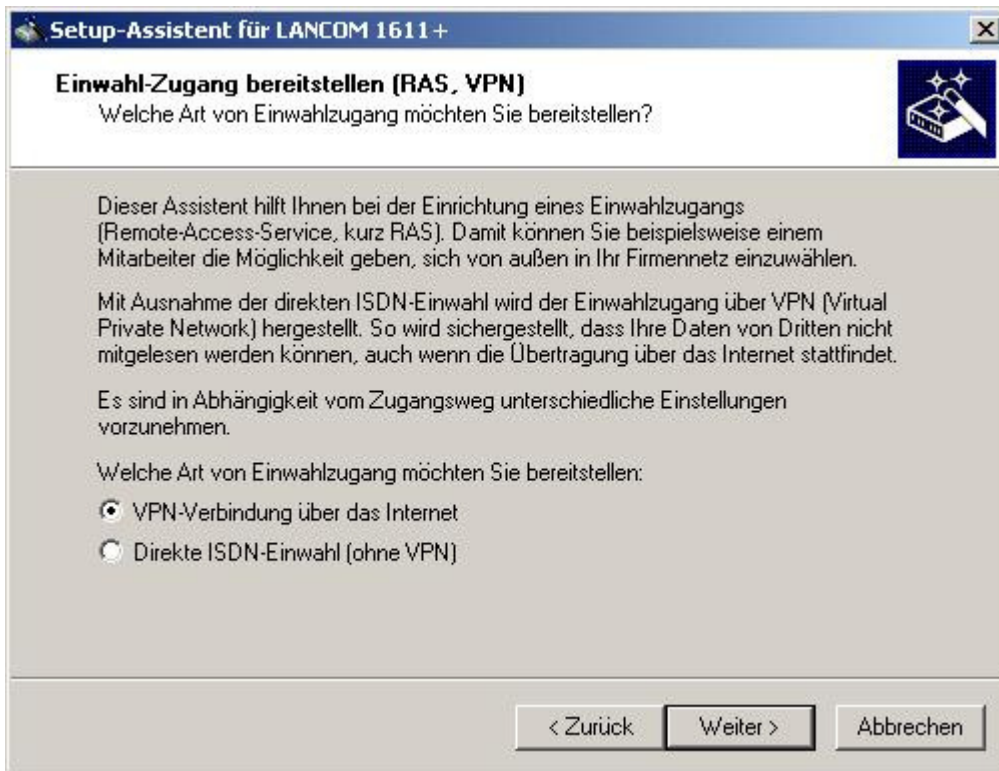 Setup-Assistent für LANCOM 1611+
Einwahl-Zugang bereitstellen (RAS, VPN)
Welche Art von Einwahlzugang möchten Sie bereitstellen?
Dieser Assistent hilft Ihnen bei der Einrichtung eines Einwahlzugangs
(Remote-Access-Service, kurz RAS). Damit können Sie beispielsweise einem
Mitarbeiter die Möglichkeit geben, sich von außen in Ihr Firmennetz einzuwählen.
Mit Ausnahme der direkten ISDN-Einwahl wird der Einwahlzugang über VPN (Virtual
Private Network) hergestellt. So wird sichergestellt, dass Ihre Daten von Dritten nicht
mitgelesen werden können, auch wenn die Übertragung über das Internet stattfindet.
Es sind in Abhängigkeit vom Zugangsweg unterschiedliche Einstellungen
vorzunehmen.
Welche Art von Einwahlzugang möchten Sie bereitstellen:
VPN-Verbindung über das Internet
Direkte ISDN-Einwahl (ohne VPN)
< Zurück
Weiter >
Abbrechen